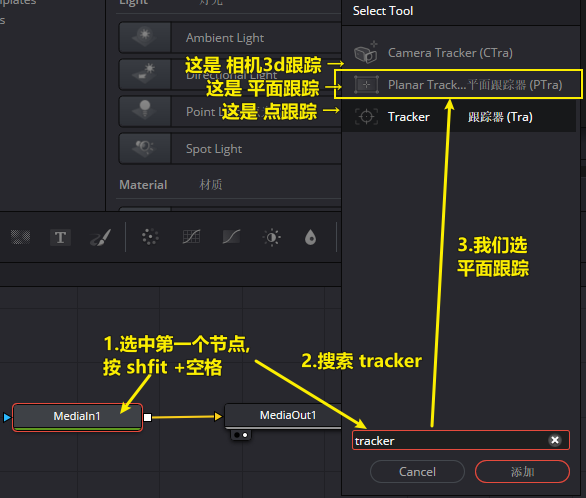 mplates
s
Light
灯光
Ambient Light
Directional Light
Point L
Spot Light
Material 材质
Select Tool
Camera Tracker (CTra)
Planar Track...平面跟踪器 (PTra)
Tracker 跟踪器 (Tra)
这是 相机3d跟踪 →
这是 平面跟踪 →
这是 点跟踪 →
T
3.我们选
平面跟踪
1.选中第一个节点,
按 shfit +空格
2.搜索 tracker
MediaIn1
MediaOut1
tracker
Cancel
添加